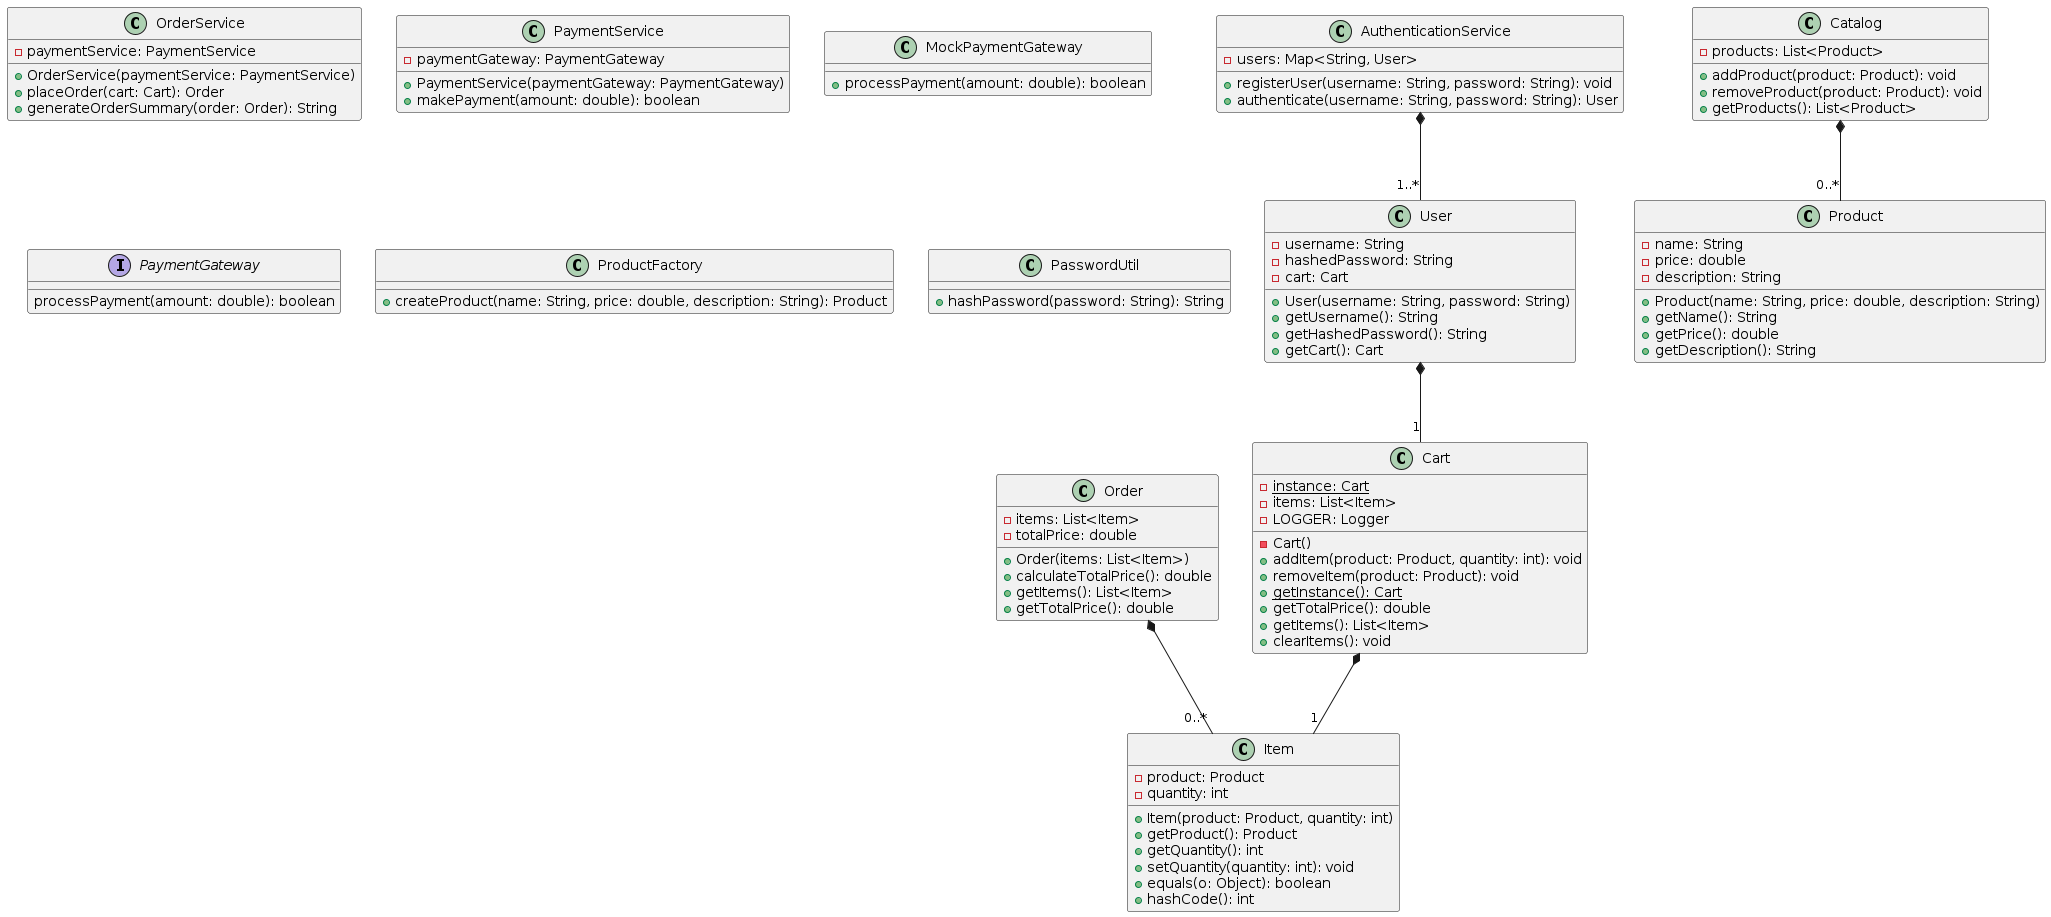 C OrderService
paymentService: PaymentService
OrderService(paymentService: PaymentService)
placeOrder(cart: Cart): Order
generateOrderSummary(order: Order): String
C PaymentService
paymentGateway: PaymentGateway
PaymentService(paymentGateway: PaymentGateway)
makePayment(amount: double): boolean
C MockPaymentGateway
processPayment(amount: double): boolean
C AuthenticationService
users: Map<String, User>
registerUser(username: String, password: String): void
authenticate(username: String, password: String): User
C Catalog
products: List<Product>
addProduct(product: Product): void
removeProduct(product: Product): void
getProducts(): List<Product>
1..*
0..*
I PaymentGateway
processPayment(amount: double): boolean
C ProductFactory
createProduct(name: String, price: double, description: String): Product
C PasswordUtil
hashPassword(password: String): String
C User
username: String
hashedPassword: String
cart: Cart
User(username: String, password: String)
getUsername(): String
getHashedPassword(): String
getCart(): Cart
C Product
name: String
price: double
description: String
Product(name: String, price: double, description: String)
getName(): String
getPrice(): double
getDescription(): String
1
C Order
items: List<Item>
totalPrice: double
Order(items: List<Item>)
calculateTotalPrice(): double
getItems(): List<Item>
getTotalPrice(): double
C Cart
instance: Cart
items: List<Item>
LOGGER: Logger
Cart()
addItem(product: Product, quantity: int): void
removeItem(product: Product): void
getInstance(): Cart
getTotalPrice(): double
getItems(): List<Item>
clearItems(): void
0..*
1
C Item
product: Product
quantity: int
Item(product: Product, quantity: int)
getProduct(): Product
getQuantity(): int
setQuantity(quantity: int): void
equals(o: Object): boolean
hashCode(): int